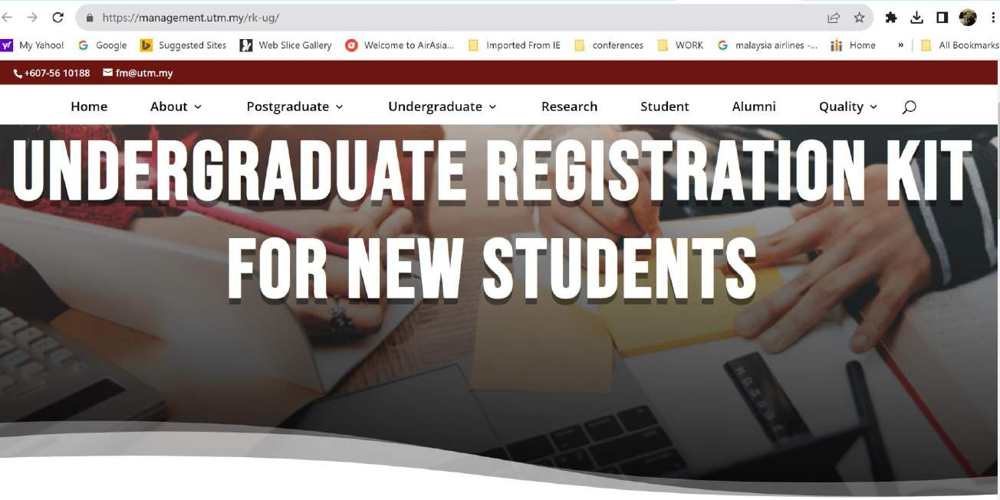 https://management.utm.my/rk-ug/
My Yahoo! Google Suggested Sites Web Slice Gallery Welcome to AirAsia... Imported From IE conferences WORK malaysia airlines -... Home » All Bookmarks
+607-56 10188 fm@utm.my
Home About Postgraduate Undergraduate Research Student Alumni Quality
UNDERGRADUATE REGISTRATION KIT
FOR NEW STUDENTS